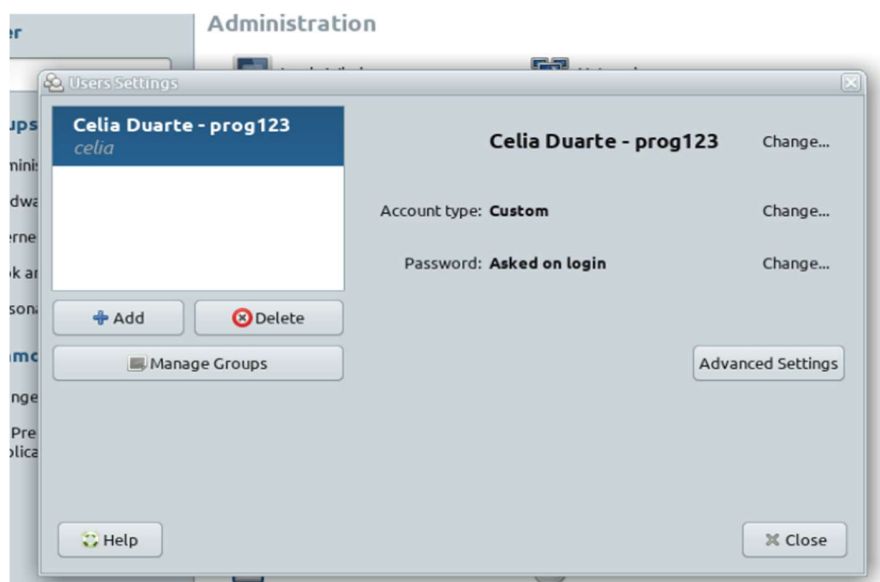 Administration
Users Settings
Celia Duarte - prog123
celia
Celia Duarte - prog123 Change...
Account type: Custom Change...
Password: Asked on login Change...
Add Delete
Manage Groups
Advanced Settings
Help
Close